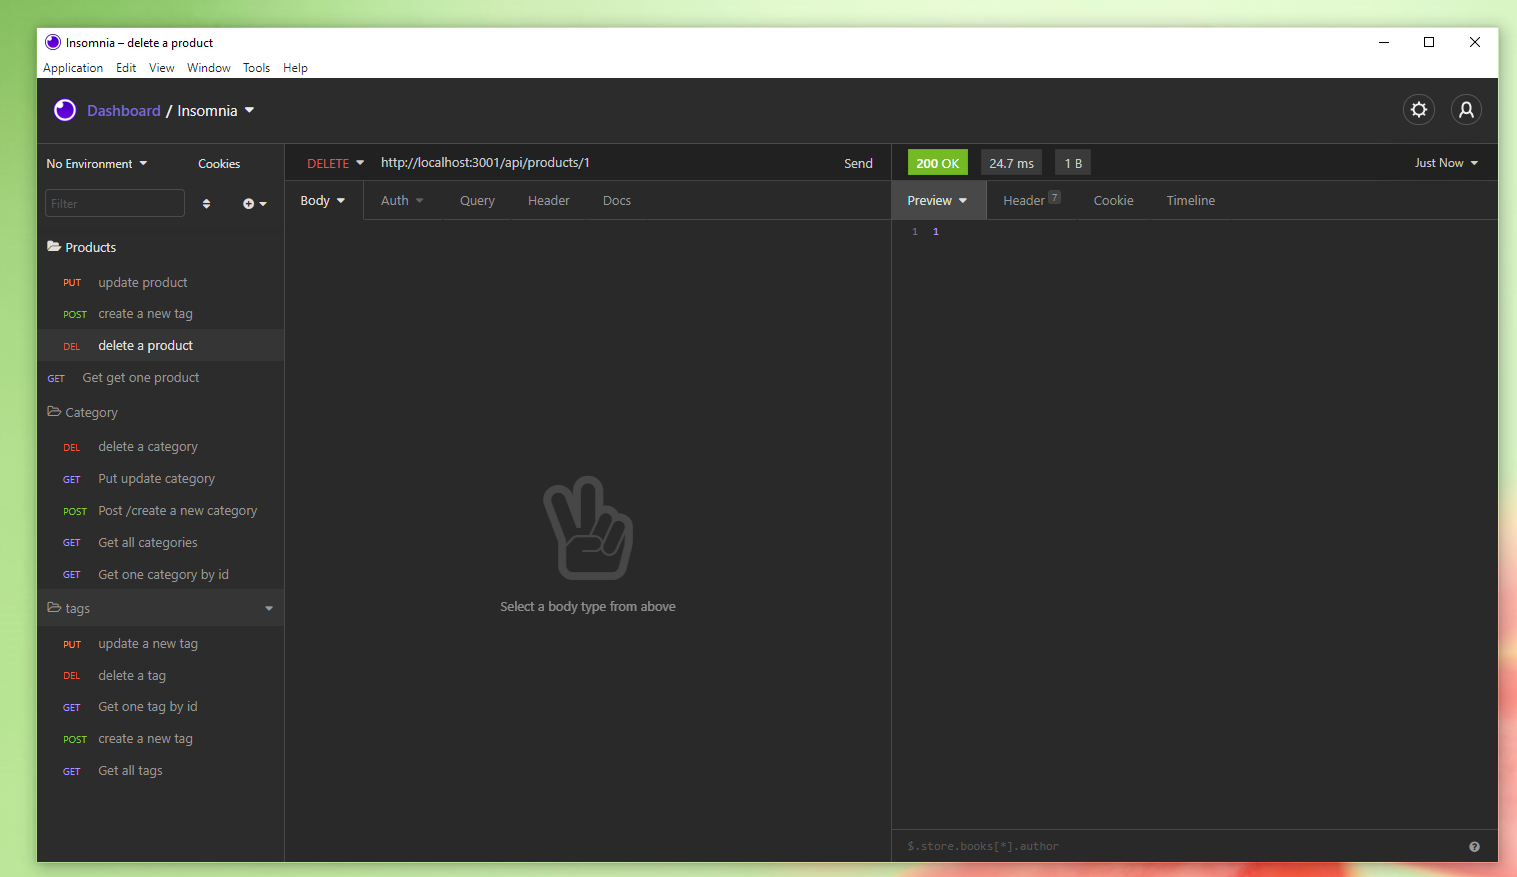 Insomnia – delete a product
Application Edit View Window Tools Help
Dashboard / Insomnia
No Environment Cookies
DELETE http://localhost:3001/api/products/1 Send
200 OK 24.7 ms 1 B Just Now
Filter
Body Auth Query Header Docs
Preview Header 7 Cookie Timeline
1 1
Products
PUT update product
POST create a new tag
DEL delete a product
GET Get get one product
Category
DEL delete a category
GET Put update category
POST Post /create a new category
GET Get all categories
GET Get one category by id
tags
PUT update a new tag
DEL delete a tag
GET Get one tag by id
POST create a new tag
GET Get all tags
Select a body type from above
$.store.books[*].author